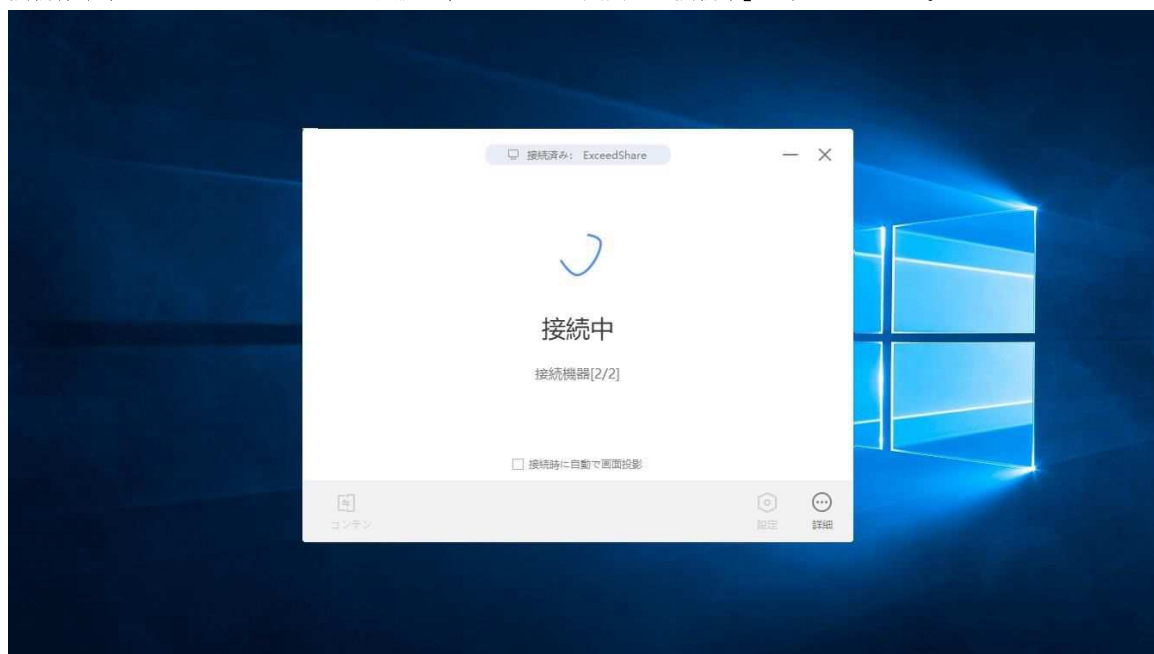 接続済み: ExceedShare
接続中
接続機器[2/2]
接続時に自動で画面投影
コンテン
設定
詳細